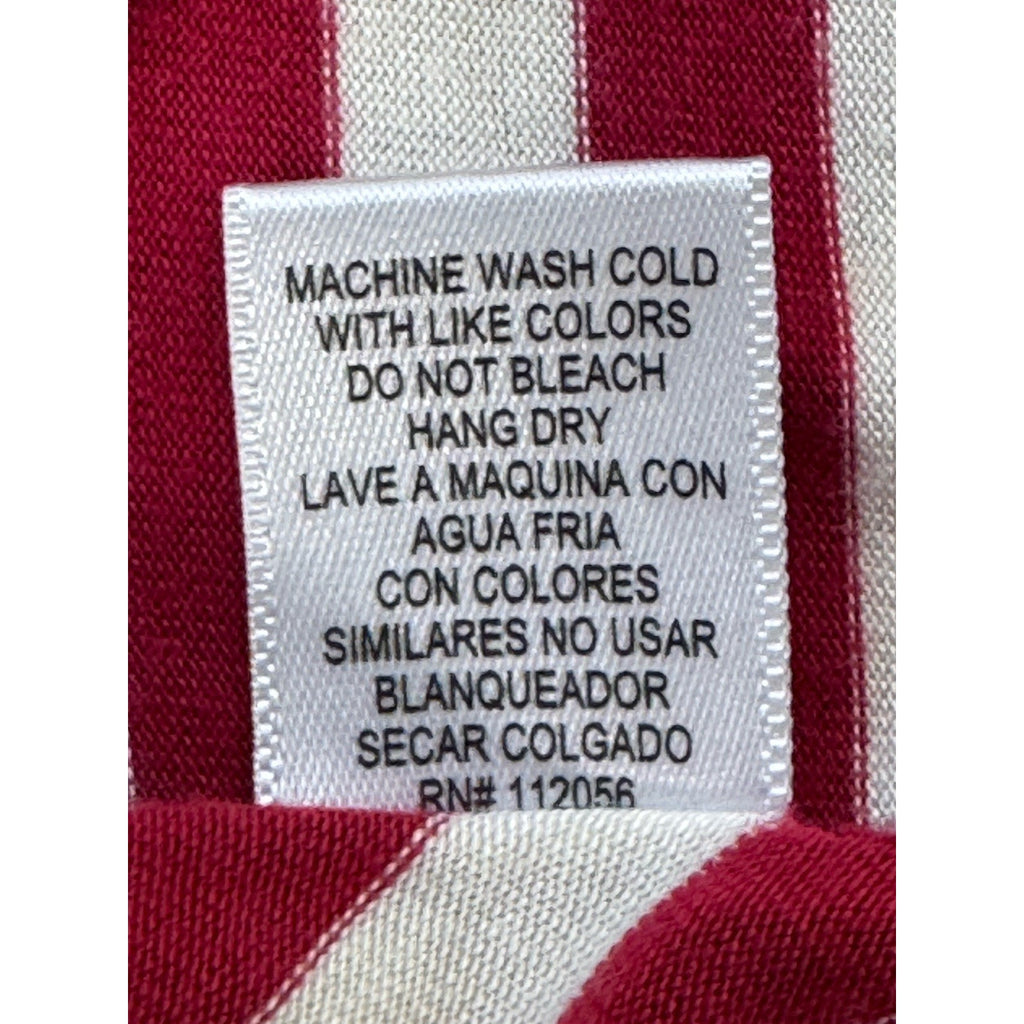 MACHINE WASH COLD
WITH LIKE COLORS
DO NOT BLEACH
HANG DRY
LAVE A MAQUINA CON
AGUA FRIA
CON COLORES
SIMILARES NO USAR
BLANQUEADOR
SECAR COLGADO
RN# 112056